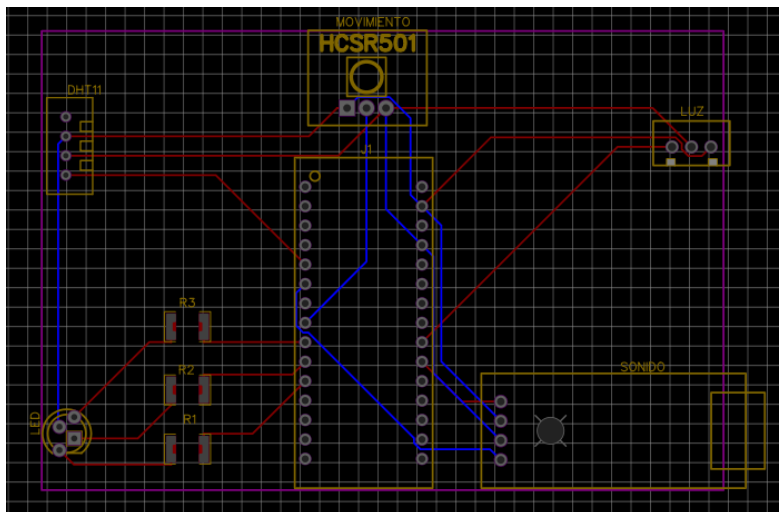 MOVIMIENTO
HCSR501
DHT11
LUZ
J1
R3
SONIDO
R2
LED
R1